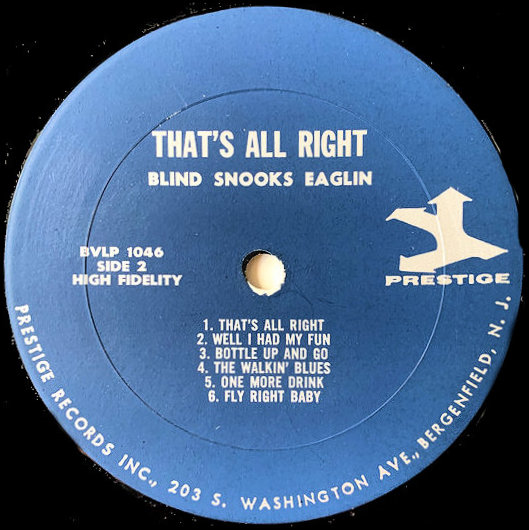 THAT'S ALL RIGHT
BLIND SNOOKS EAGLIN
BVLP 1046
SIDE 2
HIGH FIDELITY
PRESTIGE
1. THAT'S ALL RIGHT
2. WELL I HAD MY FUN
3. BOTTLE UP AND GO
4. THE WALKIN' BLUES
5. ONE MORE DRINK
6. FLY RIGHT BABY
PRESTIGE RECORDS INC., 203 S. WASHINGTON AVE., BERGENFIELD, N. J.